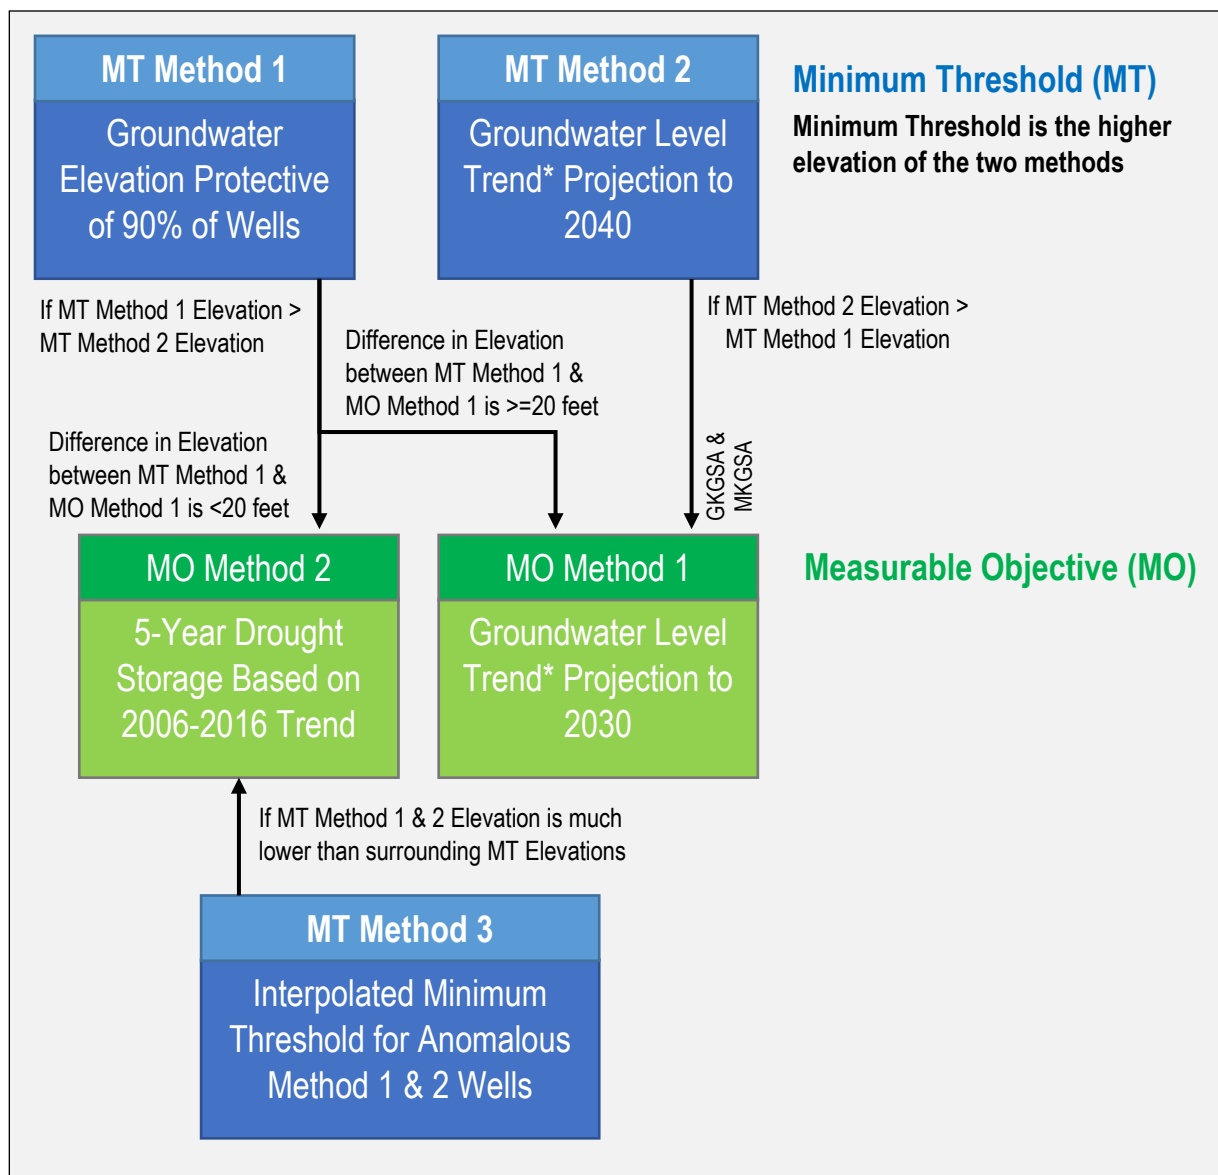 MT Method 1
Groundwater
Elevation Protective
of 90% of Wells
MT Method 2
Groundwater Level
Trend* Projection to
2040
Minimum Threshold (MT)
Minimum Threshold is the higher
elevation of the two methods
If MT Method 1 Elevation >
MT Method 2 Elevation
Difference in Elevation
between MT Method 1 &
MO Method 1 is >=20 feet
If MT Method 2 Elevation >
MT Method 1 Elevation
Difference in Elevation
between MT Method 1 &
MO Method 1 is <20 feet
GKGSA &
MKGSA
MO Method 2
5-Year Drought
Storage Based on
2006-2016 Trend
MO Method 1
Groundwater Level
Trend* Projection to
2030
Measurable Objective (MO)
If MT Method 1 & 2 Elevation is much
lower than surrounding MT Elevations
MT Method 3
Interpolated Minimum
Threshold for Anomalous
Method 1 & 2 Wells